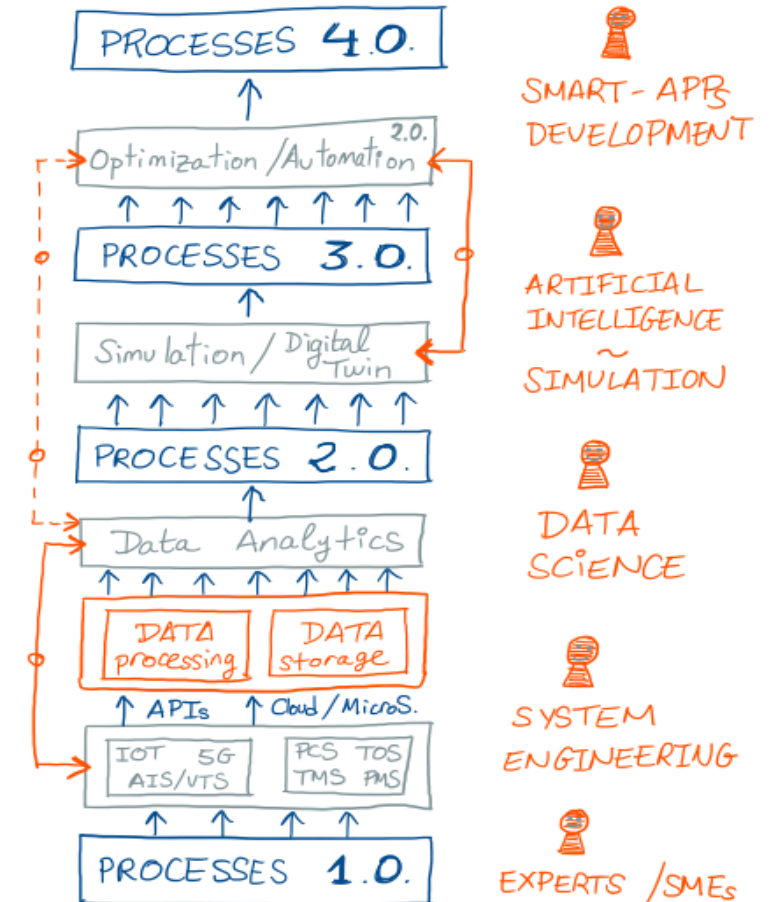 PROCESSES 4.0.
SMART-APPS
DEVELOPMENT
2.0.
Optimization/Automation
PROCESSES 3.0.
ARTIFICIAL
INTELLIGENCE
~
SIMULATION
Simulation/Digital
Twin
PROCESSES 2.0.
DATA
SCiENCE
Data Analytics
DATA
processing
DATA
storage
APIs
Cloud/MicroS.
SYSTEM
ENGINEERING
IOT 5G
AIS/VTS
PCS TOS
TMS PMS
PROCESSES 1.0.
EXPERTS /SMEs